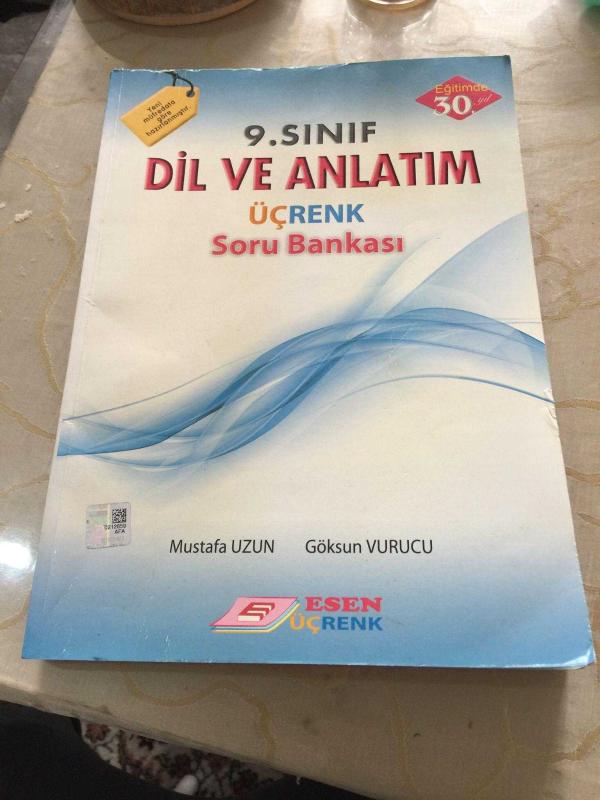 Yeni
müfredata
göre
hazırlanmıştır.
Eğitimde
30. yıl
9.SINIF
DİL VE ANLATIM
ÜÇRENK
Soru Bankası
Mustafa UZUN Göksun VURUCU
ESEN
ÜÇRENK